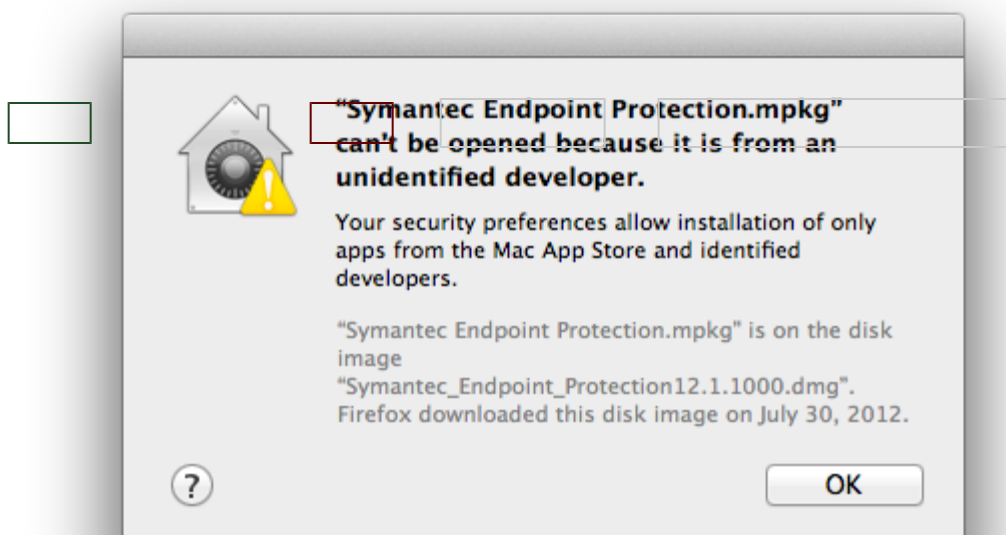 “Symantec Endpoint Protection.mpkg”
can’t be opened because it is from an
unidentified developer.
Your security preferences allow installation of only
apps from the Mac App Store and identified
developers.
“Symantec Endpoint Protection.mpkg” is on the disk
image
“Symantec_Endpoint_Protection12.1.1000.dmg”.
Firefox downloaded this disk image on July 30, 2012.
?
OK